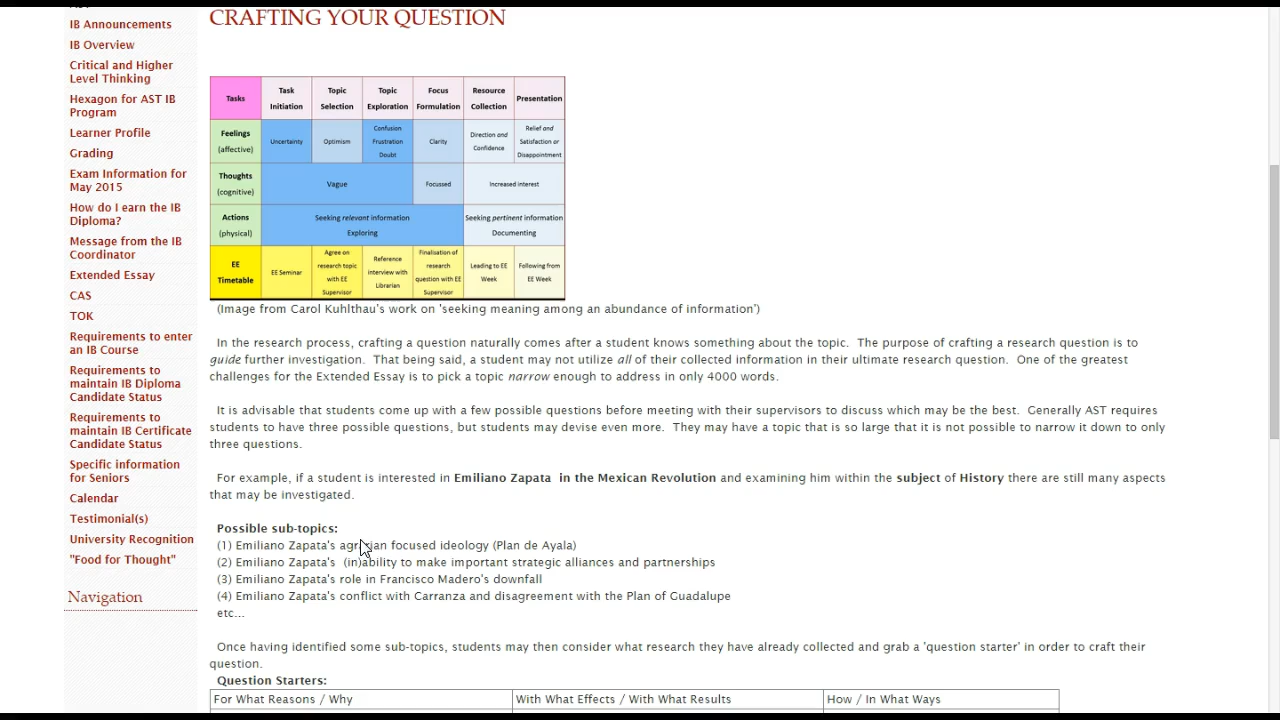 IB Announcements
IB Overview
Critical and Higher
Level Thinking
Hexagon for AST IB
Program
Learner Profile
Grading
Exam Information for
May 2015
How do I earn the IB
Diploma?
Message from the IB
Coordinator
Extended Essay
CAS
TOK
Requirements to enter
an IB Course
Requirements to
maintain IB Diploma
Candidate Status
Requirements to
maintain IB Certificate
Candidate Status
Specific information
for Seniors
Calendar
Testimonial(s)
University Recognition
"Food for Thought"
Navigation
CRAFTING YOUR QUESTION
Tasks
Task
Initiation
Topic
Selection
Topic
Exploration
Focus
Formulation
Resource
Collection
Presentation
Feelings
(affective)
Uncertainty
Optimism
Confusion
Frustration
Doubt
Clarity
Direction and
Confidence
Relief and
Satisfaction or
Disappointment
Thoughts
(cognitive)
Vague
Focussed
Increased interest
Actions
(physical)
Seeking relevant information
Exploring
Seeking pertinent information
Documenting
EE
Timetable
EE Seminar
Agree on
research topic
with EE
Supervisor
Reference
interview with
Librarian
Finalisation of
research
question with EE
Supervisor
Leading to EE
Week
Following from
EE Week
(Image from Carol Kuhlthau's work on 'seeking meaning among an abundance of information')
In the research process, crafting a question naturally comes after a student knows something about the topic. The purpose of crafting a research question is to
guide further investigation. That being said, a student may not utilize all of their collected information in their ultimate research question. One of the greatest
challenges for the Extended Essay is to pick a topic narrow enough to address in only 4000 words.
It is advisable that students come up with a few possible questions before meeting with their supervisors to discuss which may be the best. Generally AST requires
students to have three possible questions, but students may devise even more. They may have a topic that is so large that it is not possible to narrow it down to only
three questions.
For example, if a student is interested in Emiliano Zapata in the Mexican Revolution and examining him within the subject of History there are still many aspects
that may be investigated.
Possible sub-topics:
(1) Emiliano Zapata's agrarian focused ideology (Plan de Ayala)
(2) Emiliano Zapata's (in)ability to make important strategic alliances and partnerships
(3) Emiliano Zapata's role in Francisco Madero's downfall
(4) Emiliano Zapata's conflict with Carranza and disagreement with the Plan of Guadalupe
etc...
Once having identified some sub-topics, students may then consider what research they have already collected and grab a 'question starter' in order to craft their
question.
Question Starters:
For What Reasons / Why
With What Effects / With What Results
How / In What Ways